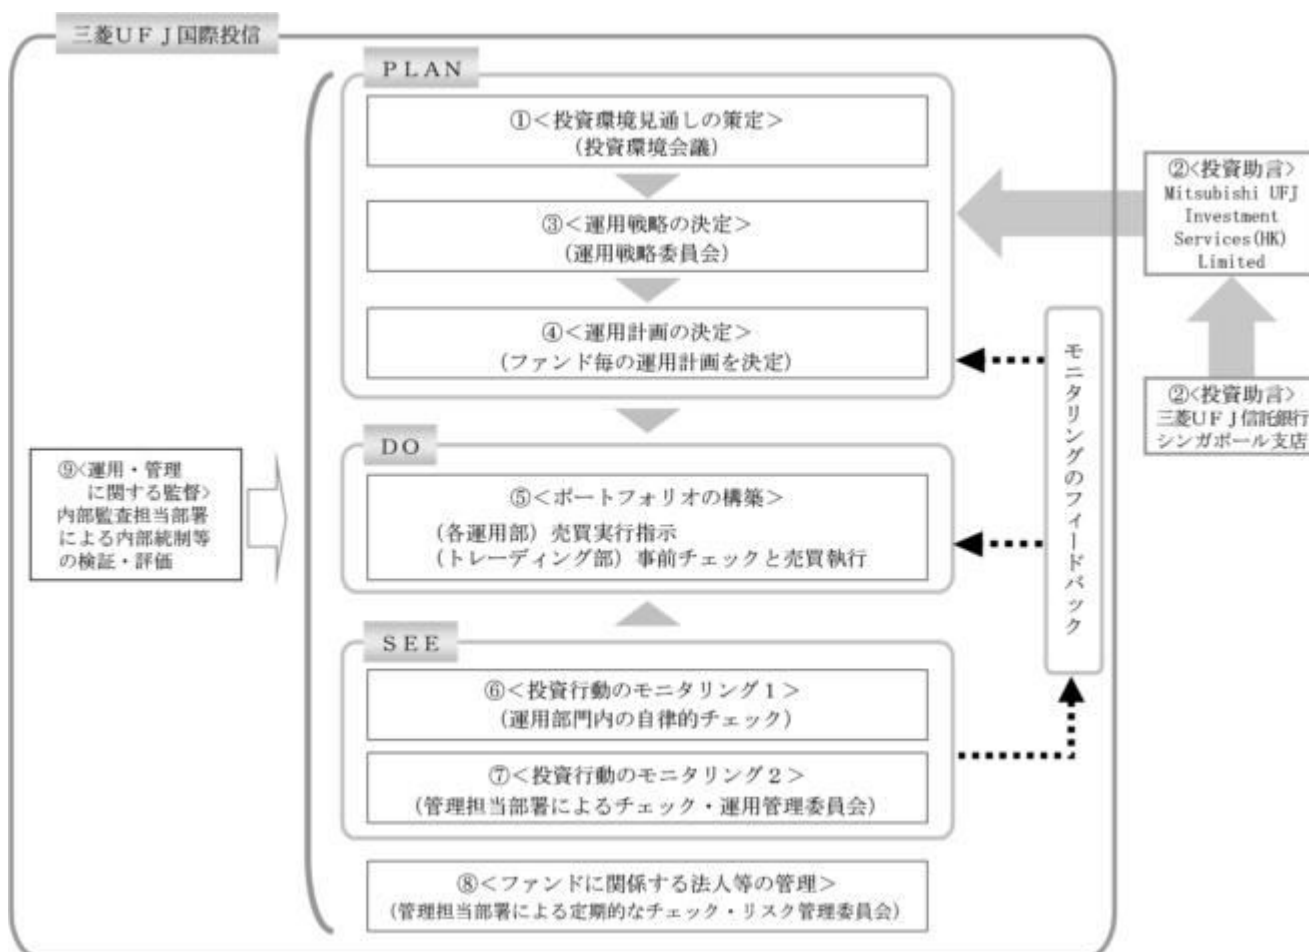 三菱ＵＦＪ国際投信
ＰＬＡＮ
①＜投資環境見通しの策定＞
(投資環境会議)
③＜運用戦略の決定＞
(運用戦略委員会)
④＜運用計画の決定＞
(ファンド毎の運用計画を決定)
②<投資助言>
Mitsubishi UFJ
Investment
Services(HK)
Limited
②<投資助言>
三菱ＵＦＪ信託銀行
シンガポール支店
モニタリングのフィードバック
ＤＯ
⑤＜ポートフォリオの構築＞
(各運用部) 売買実行指示
(トレーディング部) 事前チェックと売買執行
⑨<運用・管理
に関する監督>
内部監査担当部署
による内部統制等
の検証・評価
ＳＥＥ
⑥＜投資行動のモニタリング１＞
(運用部門内の自律的チェック)
⑦＜投資行動のモニタリング２＞
(管理担当部署によるチェック・運用管理委員会)
⑧＜ファンドに関係する法人等の管理＞
(管理担当部署による定期的なチェック・リスク管理委員会)